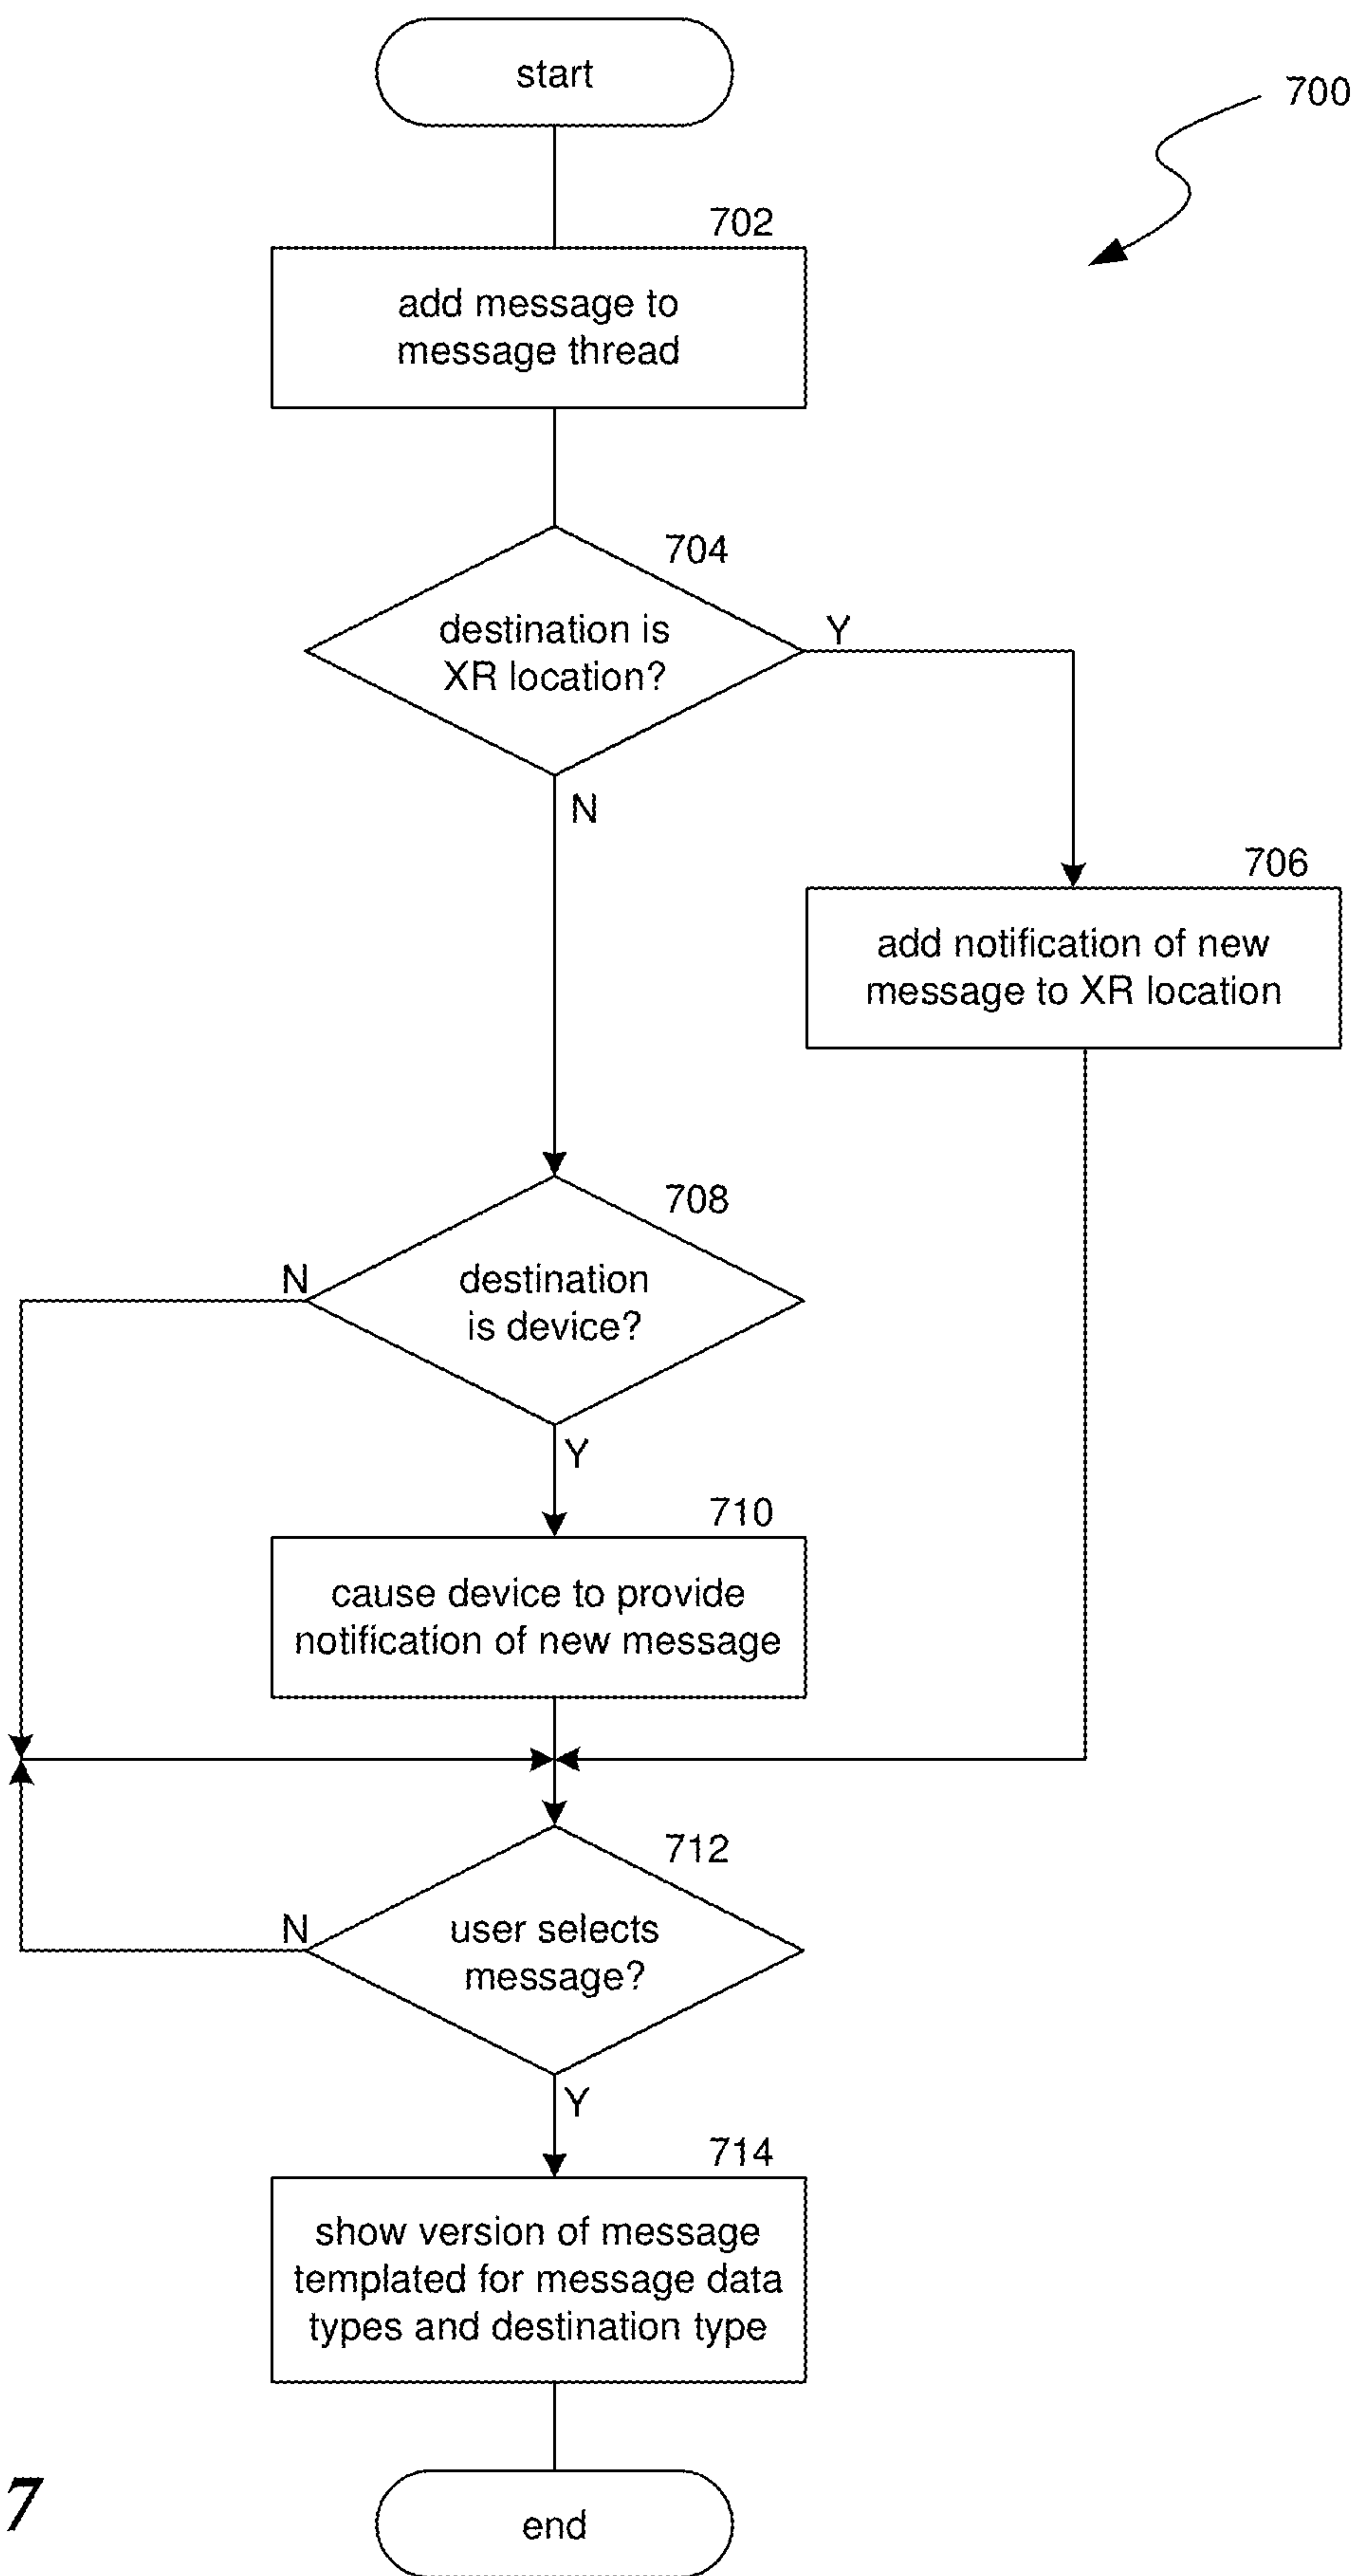 start
700
702
add message to
message thread
704
destination is
XR location?
Y
N
706
add notification of new
message to XR location
708
destination
is device?
N
Y
710
cause device to provide
notification of new message
712
user selects
message?
N
Y
714
show version of message
templated for message data
types and destination type
end
7